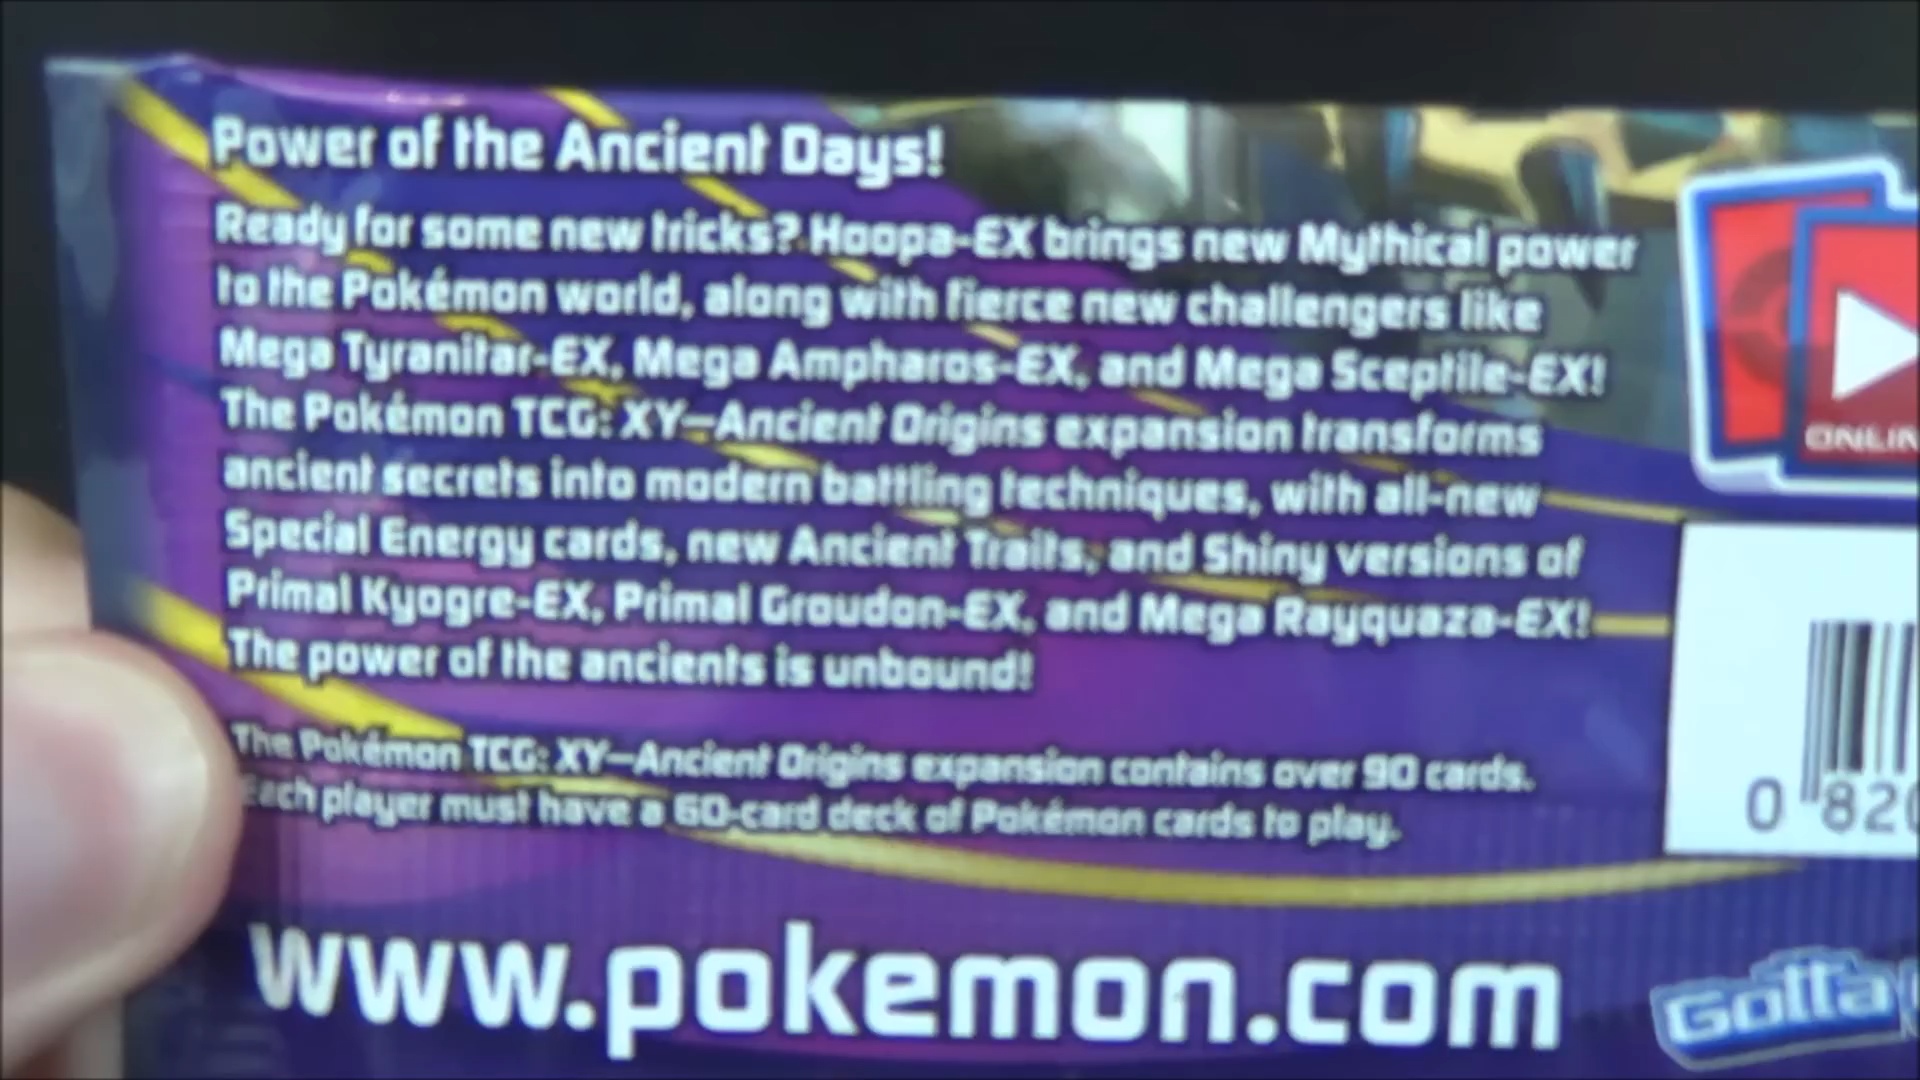 Power of the Ancient Days!
Ready for some new tricks? Hoopa-EX brings new Mythical power
to the Pokémon world, along with fierce new challengers like
Mega Tyranitar-EX, Mega Ampharos-EX, and Mega Sceptile-EX!
The Pokémon TCG: XY—Ancient Origins expansion transforms
ancient secrets into modern battling techniques, with all-new
Special Energy cards, new Ancient Traits, and Shiny versions of
Primal Kyogre-EX, Primal Groudon-EX, and Mega Rayquaza-EX!
The power of the ancients is unbound!
The Pokémon TCG: XY—Ancient Origins expansion contains over 90 cards.
Each player must have a 60-card deck of Pokémon cards to play.
www.pokemon.com
ONLIN
0 820
Gotta